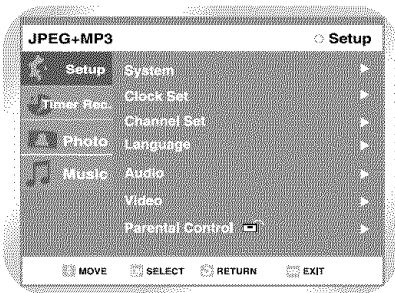 JPEG+MP3
Setup
Setup
Timer Rec.
Photo
Music
System
Clock Set
Channel Set
Language
Audio
Video
Parental Control
MOVE SELECT RETURN EXIT